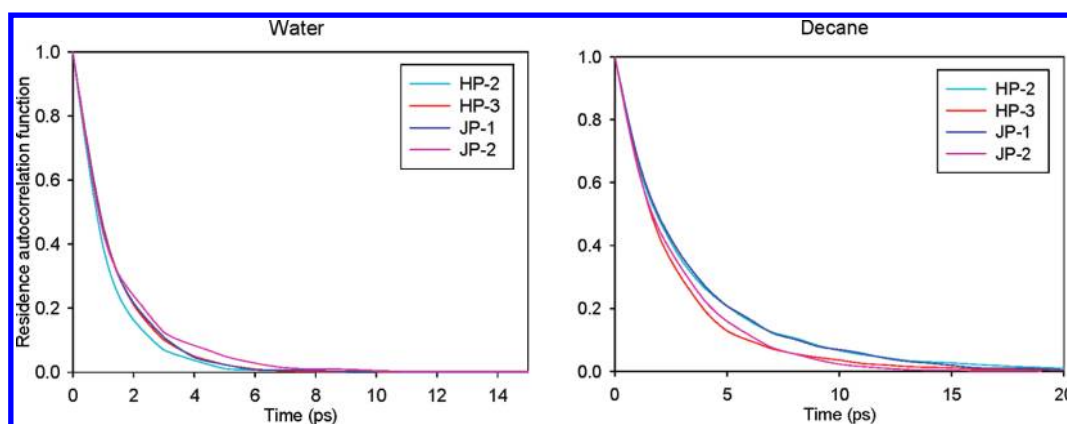 Water
Residence autocorrelation function
1.0
0.8
0.6
0.4
0.2
0.0
HP-2
HP-3
JP-1
JP-2
0 2 4 6 8 10 12 14
Time (ps)
Decane
1.0
0.8
0.6
0.4
0.2
0.0
HP-2
HP-3
JP-1
JP-2
0 5 10 15 20
Time (ps)